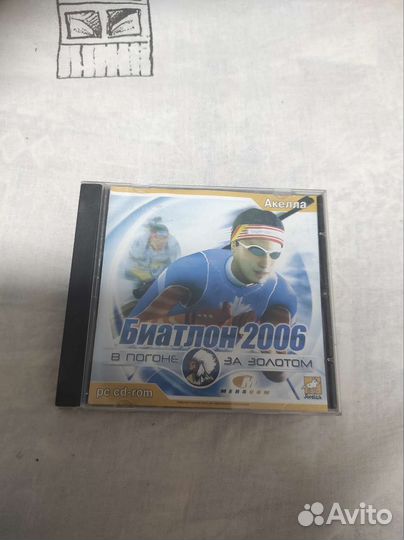 Акелла
Биатлон 2006
В ПОГОНЕ ЗА ЗОЛОТОМ
pc cd-rom
Avito